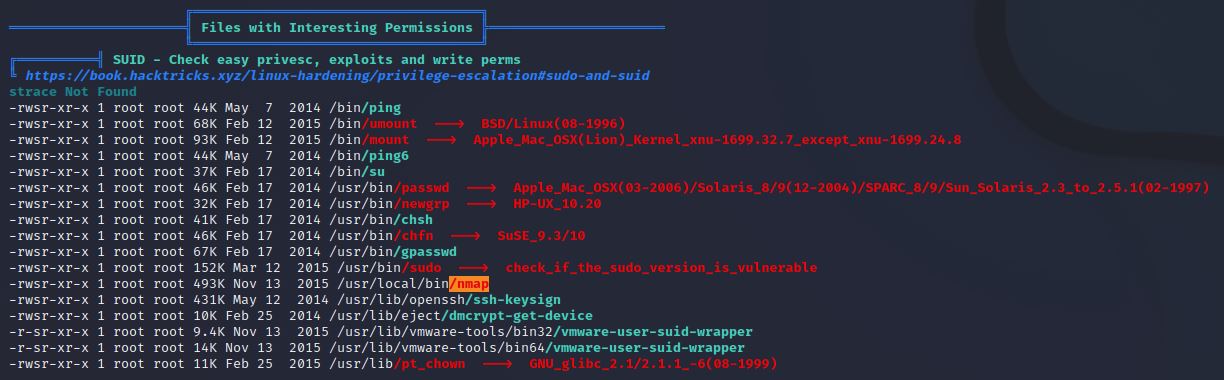 Files with Interesting Permissions
SUID - Check easy privesc, exploits and write perms
https://book.hacktricks.xyz/linux-hardening/privilege-escalation#sudo-and-suid
strace Not Found
-rwsr-xr-x 1 root root 44K May  7  2014 /bin/ping
-rwsr-xr-x 1 root root 68K Feb 12  2015 /bin/umount  --->  BSD/Linux(08-1996)
-rwsr-xr-x 1 root root 93K Feb 12  2015 /bin/mount  --->  Apple_Mac_OSX(Lion)_Kernel_xnu-1699.32.7_except_xnu-1699.24.8
-rwsr-xr-x 1 root root 44K May  7  2014 /bin/ping6
-rwsr-xr-x 1 root root 37K Feb 17  2014 /bin/su
-rwsr-xr-x 1 root root 46K Feb 17  2014 /usr/bin/passwd  --->  Apple_Mac_OSX(03-2006)/Solaris_8/9(12-2004)/SPARC_8/9/Sun_Solaris_2.3_to_2.5.1(02-1997)
-rwsr-xr-x 1 root root 32K Feb 17  2014 /usr/bin/newgrp  --->  HP-UX_10.20
-rwsr-xr-x 1 root root 41K Feb 17  2014 /usr/bin/chsh
-rwsr-xr-x 1 root root 46K Feb 17  2014 /usr/bin/chfn  --->  SuSE_9.3/10
-rwsr-xr-x 1 root root 67K Feb 17  2014 /usr/bin/gpasswd
-rwsr-xr-x 1 root root 152K Mar 12  2015 /usr/bin/sudo  --->  check_if_the_sudo_version_is_vulnerable
-rwsr-xr-x 1 root root 493K Nov 13  2015 /usr/local/bin/nmap
-rwsr-xr-x 1 root root 431K May 12  2014 /usr/lib/openssh/ssh-keysign
-rwsr-xr-x 1 root root 10K Feb 25  2014 /usr/lib/eject/dmcrypt-get-device
-r-sr-xr-x 1 root root 9.4K Nov 13  2015 /usr/lib/vmware-tools/bin32/vmware-user-suid-wrapper
-r-sr-xr-x 1 root root 14K Nov 13  2015 /usr/lib/vmware-tools/bin64/vmware-user-suid-wrapper
-rwsr-xr-x 1 root root 11K Feb 25  2015 /usr/lib/pt_chown  --->  GNU_glibc_2.1/2.1.1_-6(08-1999)